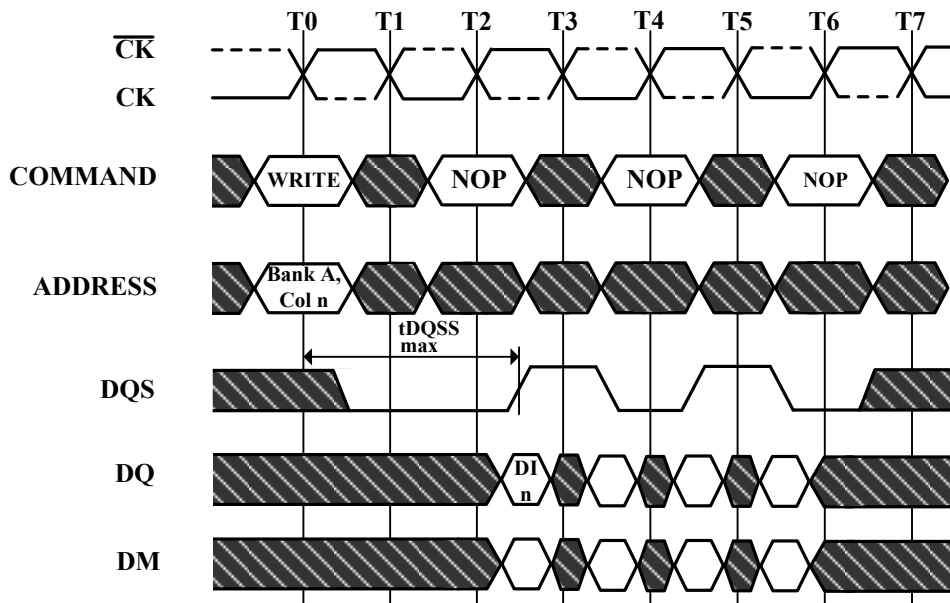 T0 T1 T2 T3 T4 T5 T6 T7
CK
CK
COMMAND
WRITE NOP NOP NOP
ADDRESS
Bank A,
Col n
tDQSS
max
DQS
DQ
DI
n
DM